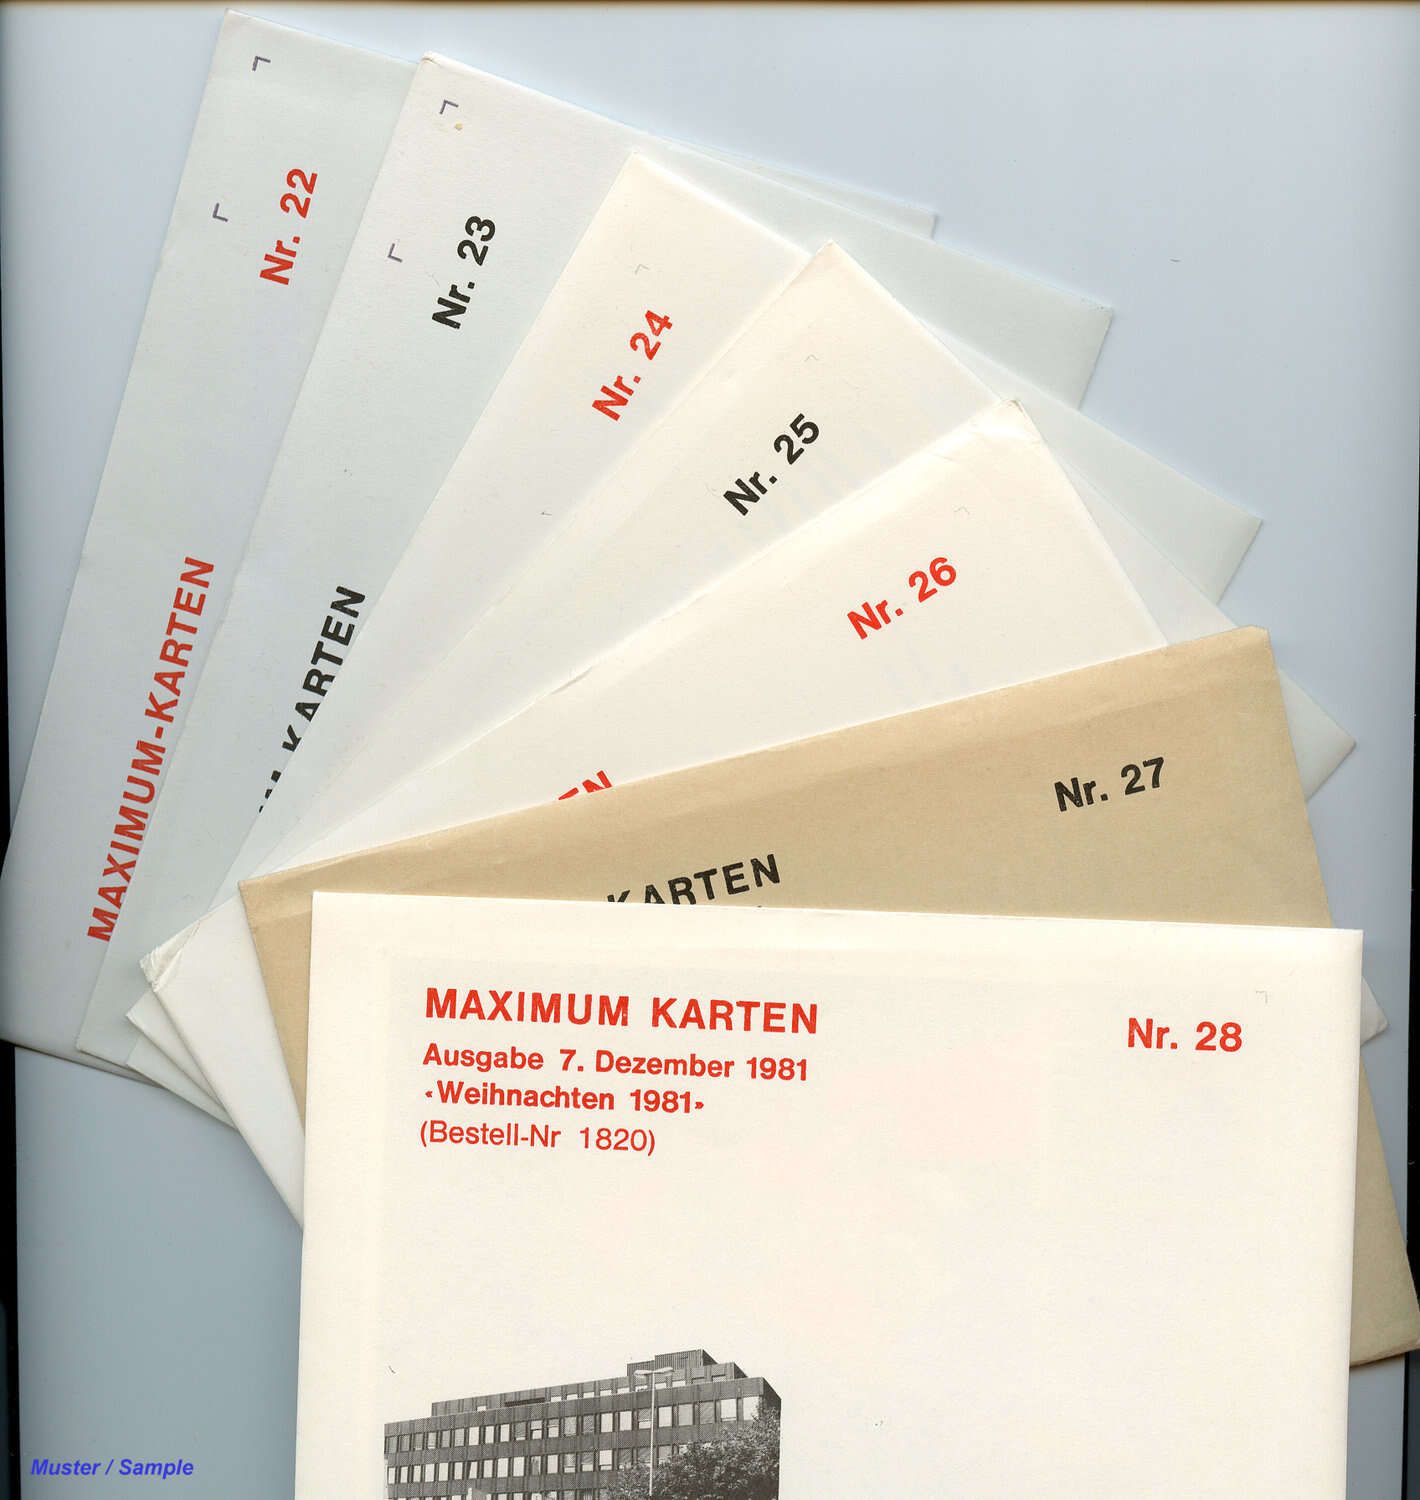 Nr. 22
MAXIMUM-KARTEN
Nr. 23
KARTEN
Nr. 24
Nr. 25
Nr. 26
Nr. 27
KARTEN
MAXIMUM KARTEN
Nr. 28
Ausgabe 7. Dezember 1981
«Weihnachten 1981»
(Bestell-Nr 1820)
Muster / Sample